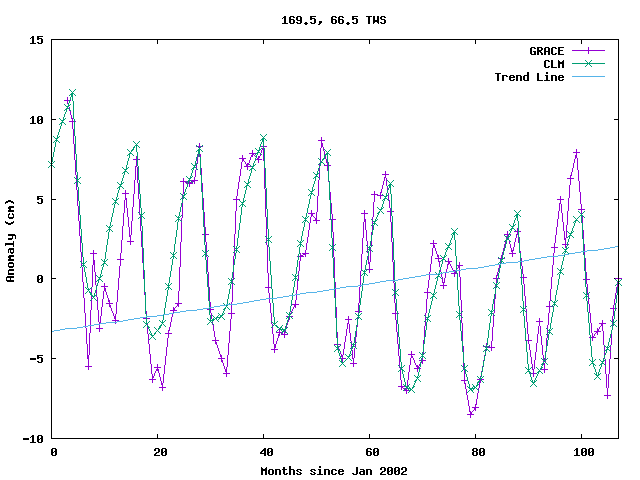 169.5, 66.5 TWS
15
10
5
0
-5
-10
Anomaly (cm)
GRACE
CLM
Trend Line
0 20 40 60 80 100
Months since Jan 2002